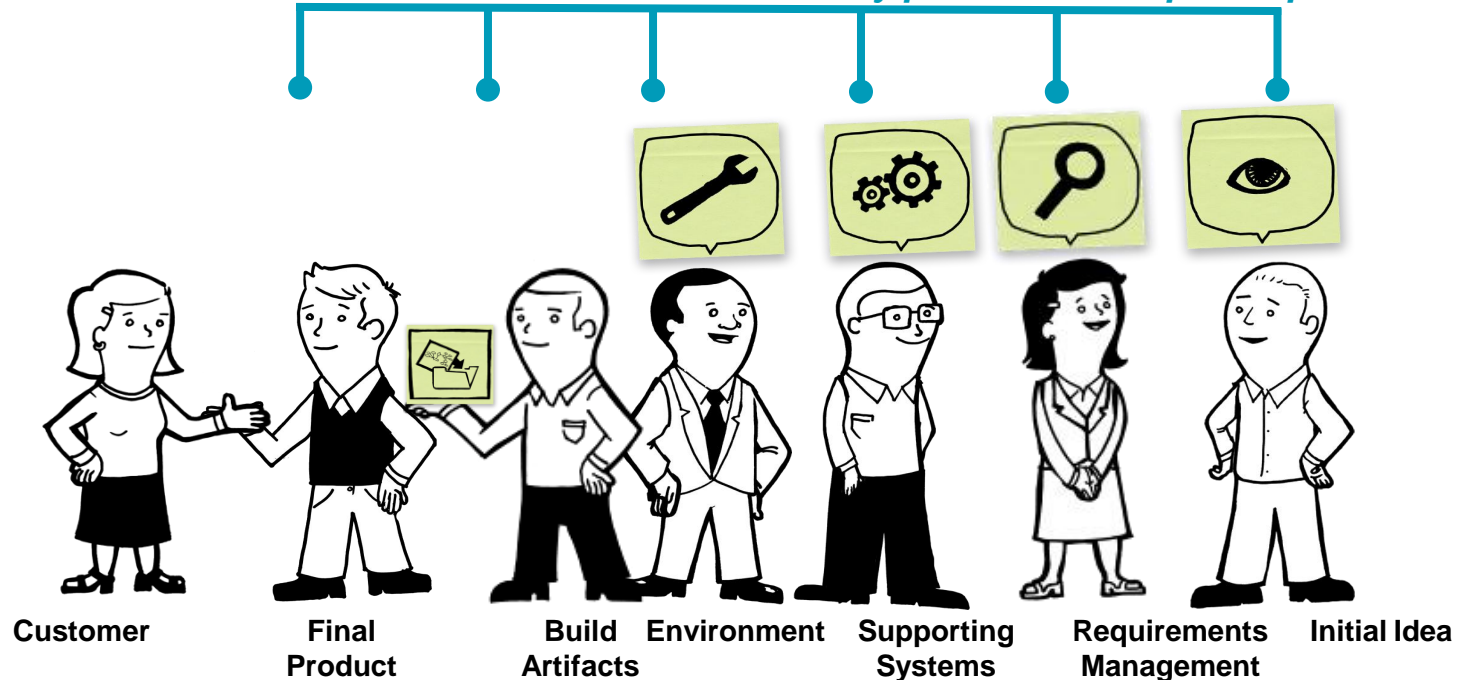 Customer
Final
Product
Build
Artifacts
Environment
Supporting
Systems
Requirements
Management
Initial Idea